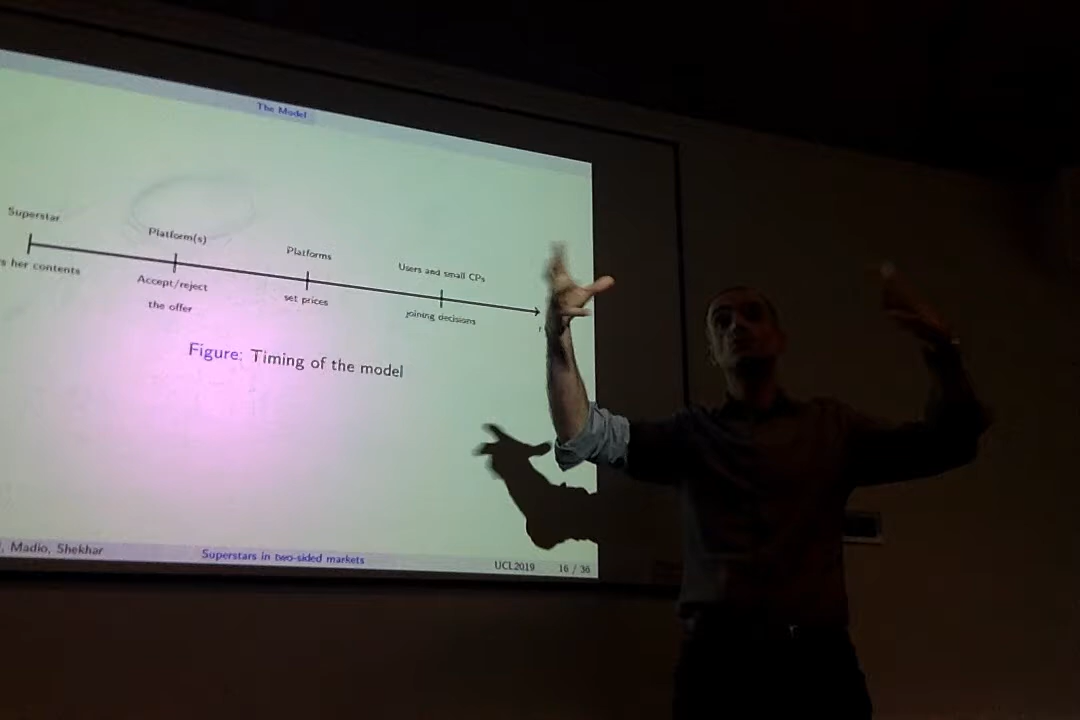 The Model
Superstar
s her contents
Platform(s)
Accept/reject
the offer
Platforms
set prices
Users and small CPs
joining decisions
Figure: Timing of the model
, Madio, Shekhar
Superstars in two-sided markets
UCL2019
16 / 36